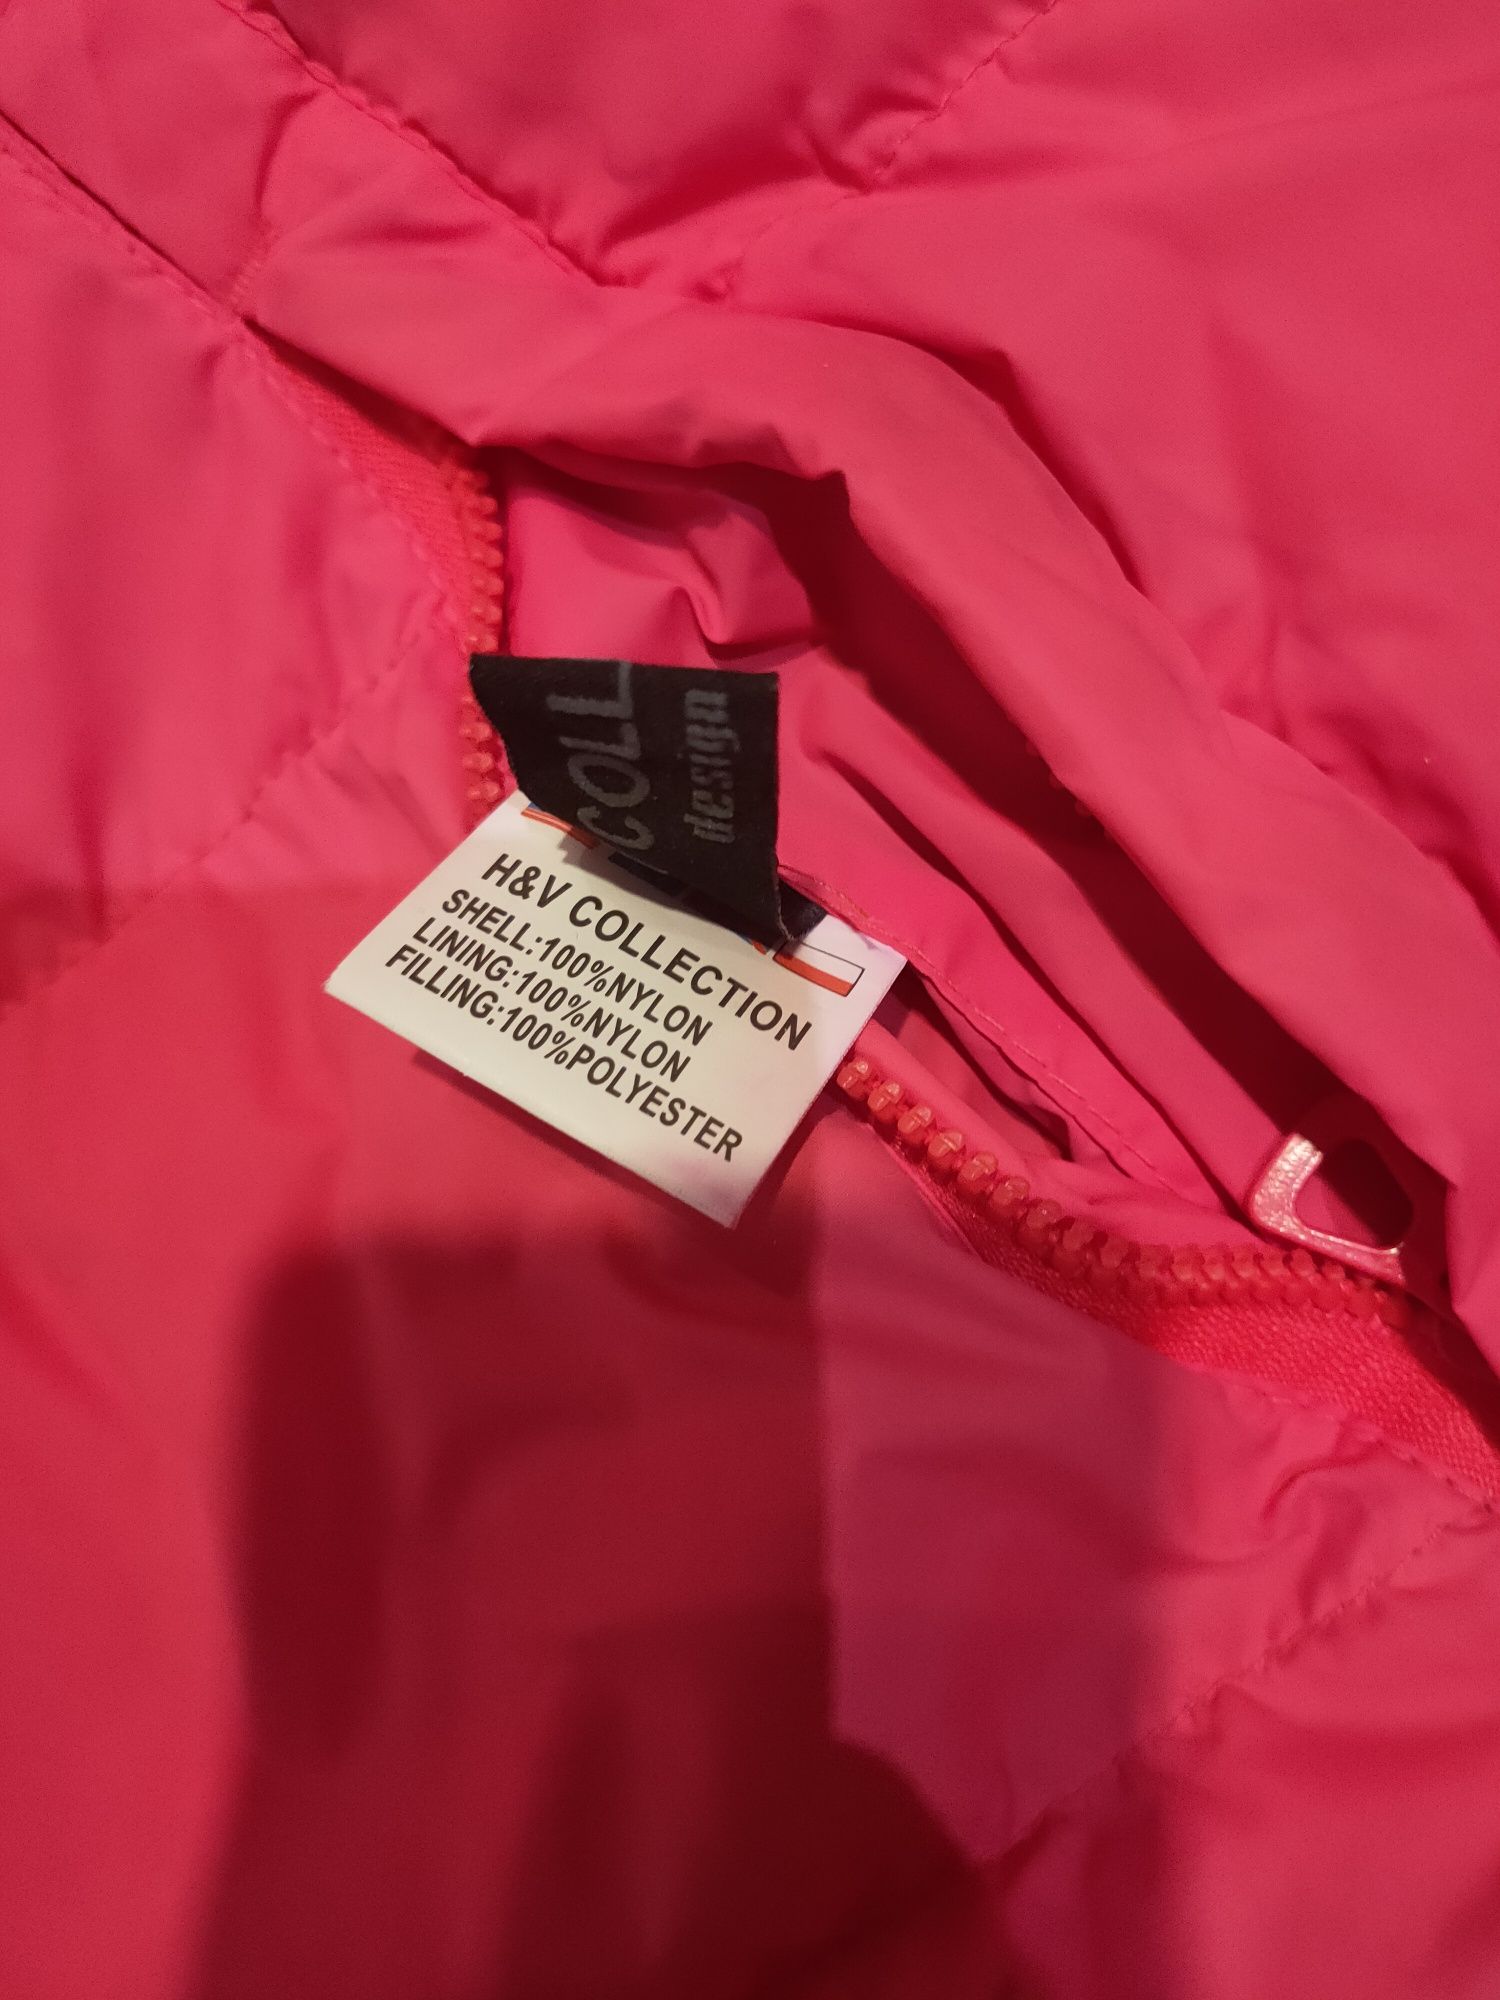 COLL
design
H&V COLLECTION
SHELL:100%NYLON
LINING:100%NYLON
FILLING:100%POLYESTER